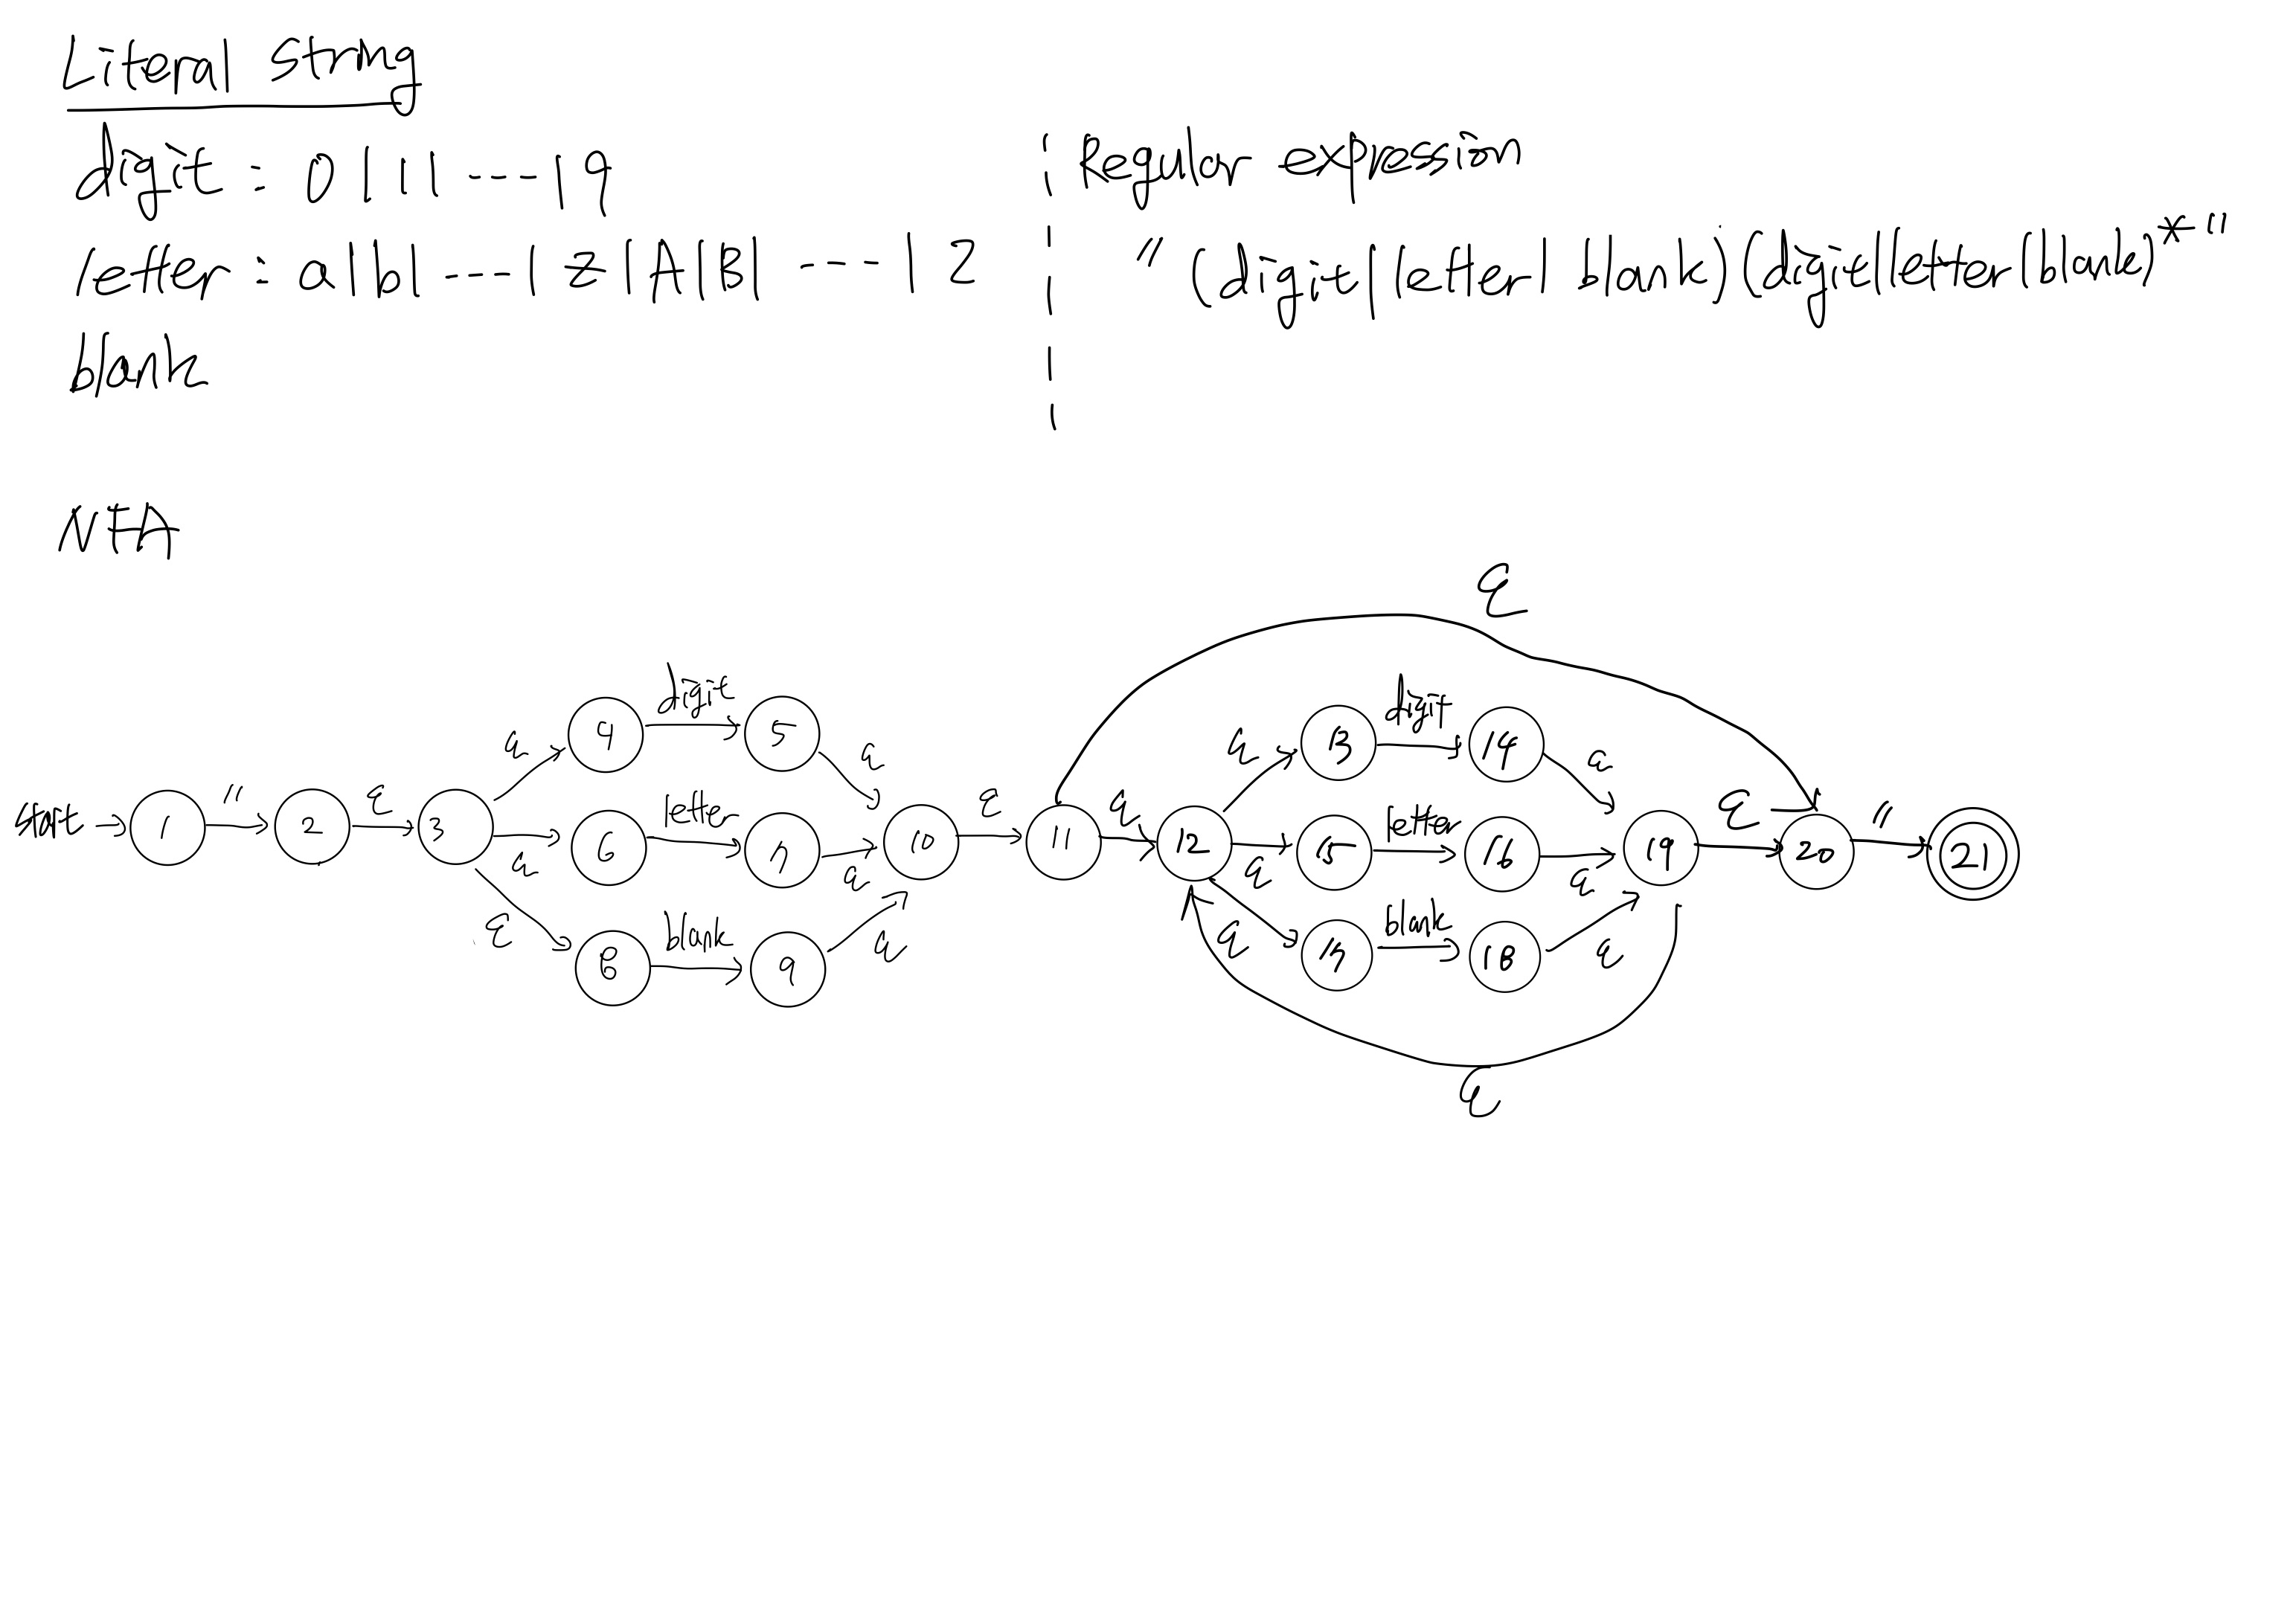 Literal string
digit : 0|1|1|---|9
letter : a|b|---|z|A|B|---|Z
blank
Regular expression
"(digit|letter|blank)(digit|letter|blank)*"
NFA
ε
digit
digit
ε 4 5 ε
ε 13 14 ε
start 1 " 2 ε 3 ε 6 letter 7 ε 10 ε 11 ε 12 ε 15 letter 16 ε 19 ε 20 " 21
ε 8 blank 9 ε
ε 17 blank 18 ε
ε